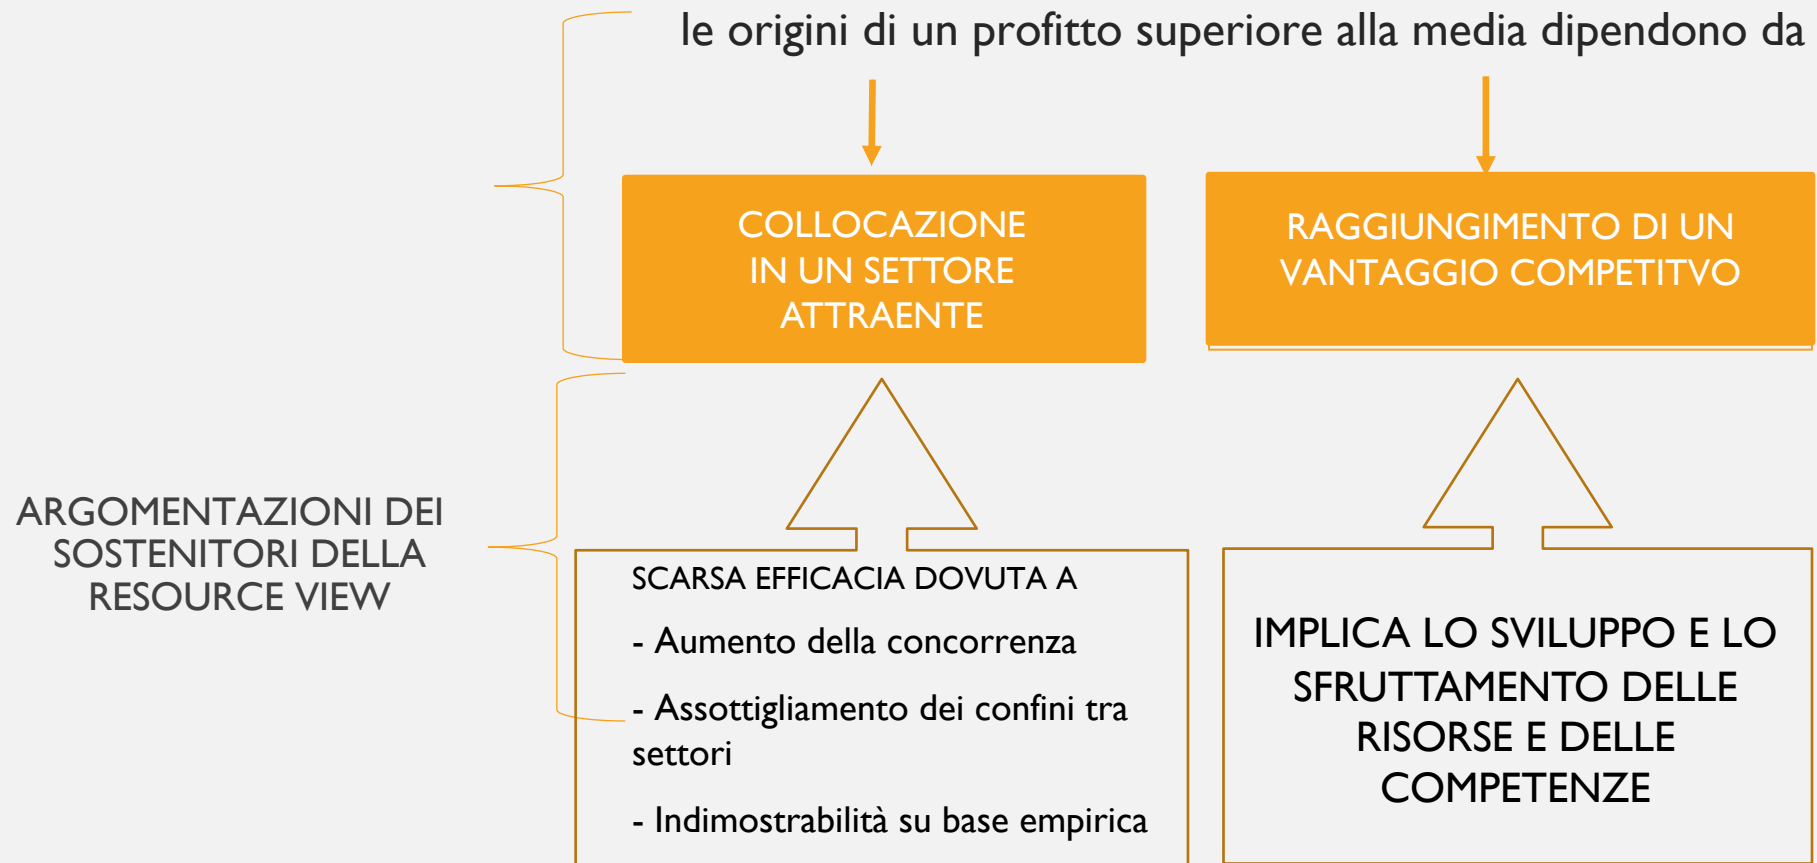 le origini di un profitto superiore alla media dipendono da
COLLOCAZIONE
IN UN SETTORE
ATTRAENTE
RAGGIUNGIMENTO DI UN
VANTAGGIO COMPETITVO
ARGOMENTAZIONI DEI
SOSTENITORI DELLA
RESOURCE VIEW
SCARSA EFFICACIA DOVUTA A
- Aumento della concorrenza
- Assottigliamento dei confini tra
settori
- Indimostrabilità su base empirica
IMPLICA LO SVILUPPO E LO
SFRUTTAMENTO DELLE
RISORSE E DELLE
COMPETENZE